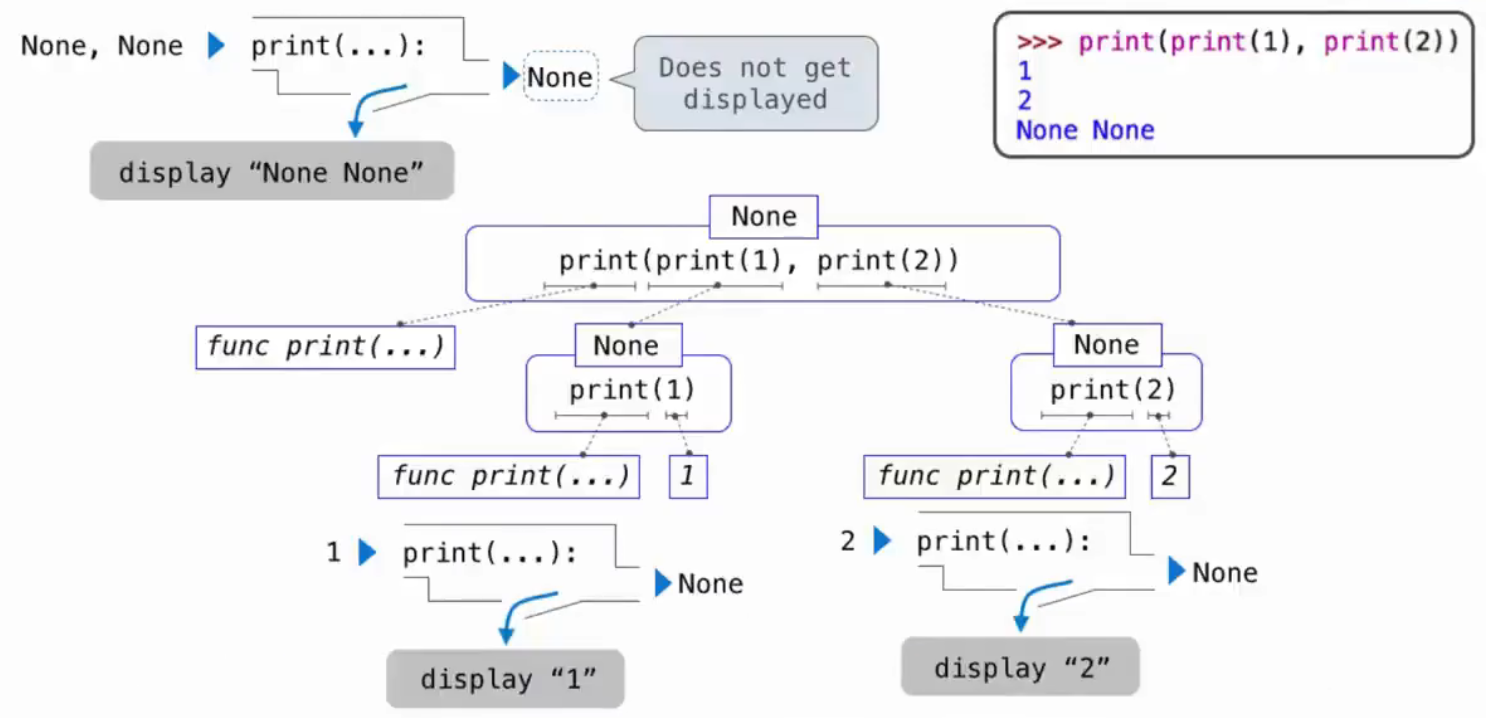 None, None print(...):
None
Does not get
displayed
display “None None”
>>> print(print(1), print(2))
1
2
None None
None
print(print(1), print(2))
func print(...)
None
print(1)
None
print(2)
func print(...)
1
func print(...)
2
1 print(...):
None
display “1”
2 print(...):
None
display “2”